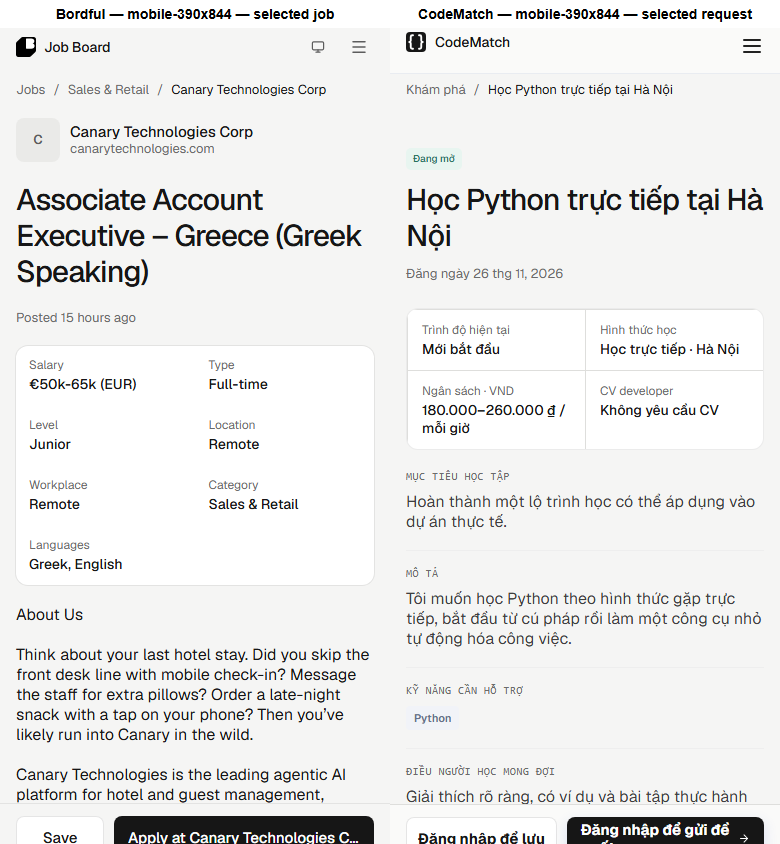 Bordful — mobile-390x844 — selected job
Job Board
Jobs / Sales & Retail / Canary Technologies Corp
C
Canary Technologies Corp
canarytechnologies.com
Associate Account
Executive – Greece (Greek
Speaking)
Posted 15 hours ago
Salary
€50k-65k (EUR)
Type
Full-time
Level
Junior
Location
Remote
Workplace
Remote
Category
Sales & Retail
Languages
Greek, English
About Us
Think about your last hotel stay. Did you skip the
front desk line with mobile check-in? Message
the staff for extra pillows? Order a late-night
snack with a tap on your phone? Then you’ve
likely run into Canary in the wild.
Canary Technologies is the leading agentic AI
platform for hotel and guest management,
Save
Apply at Canary Technologies C...
CodeMatch — mobile-390x844 — selected request
CodeMatch
Khám phá / Học Python trực tiếp tại Hà Nội
Đang mở
Học Python trực tiếp tại Hà
Nội
Đăng ngày 26 thg 11, 2026
Trình độ hiện tại
Mới bắt đầu
Hình thức học
Học trực tiếp · Hà Nội
Ngân sách · VND
180.000–260.000 ₫ /
mỗi giờ
CV developer
Không yêu cầu CV
MỤC TIÊU HỌC TẬP
Hoàn thành một lộ trình học có thể áp dụng vào
dự án thực tế.
MÔ TẢ
Tôi muốn học Python theo hình thức gặp trực
tiếp, bắt đầu từ cú pháp rồi làm một công cụ nhỏ
tự động hóa công việc.
KỸ NĂNG CẦN HỖ TRỢ
Python
ĐIỀU NGƯỜI HỌC MONG ĐỢI
Giải thích rõ ràng, có ví dụ và bài tập thực hành
Đăng nhập để lưu
Đăng nhập để gửi đề